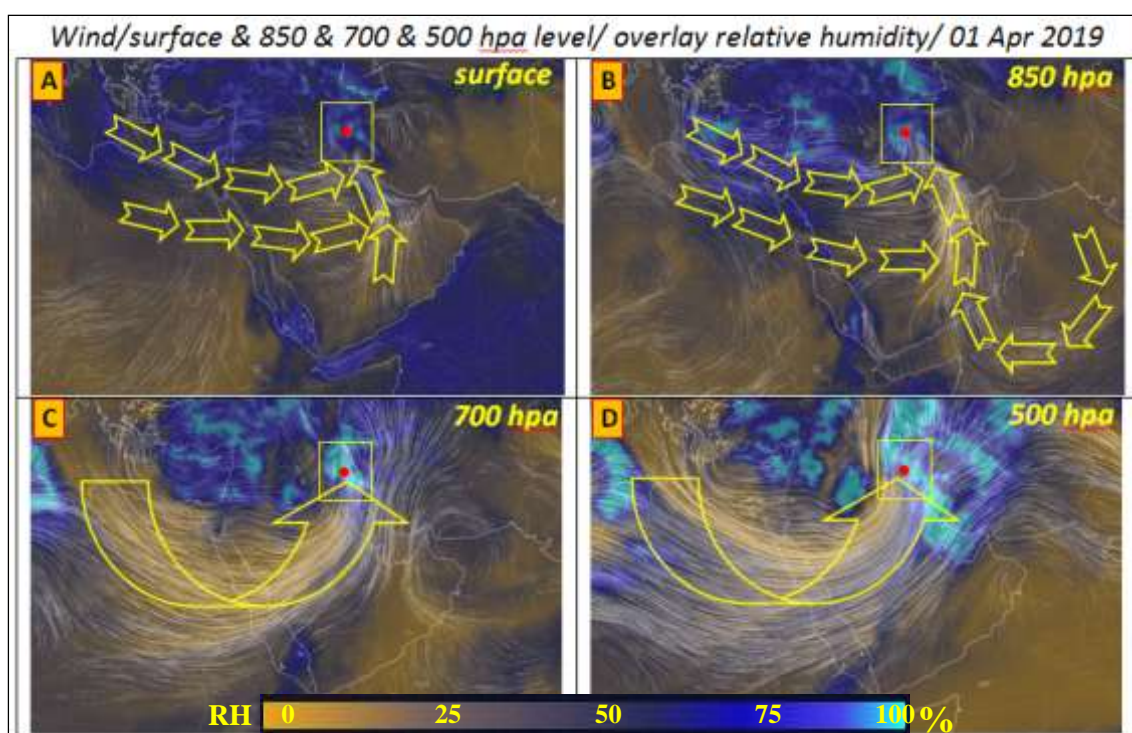 Wind/surface & 850 & 700 & 500 hpa level/ overlay relative humidity/ 01 Apr 2019
A surface
B 850 hpa
C 700 hpa
D 500 hpa
RH 0 25 50 75 100 %